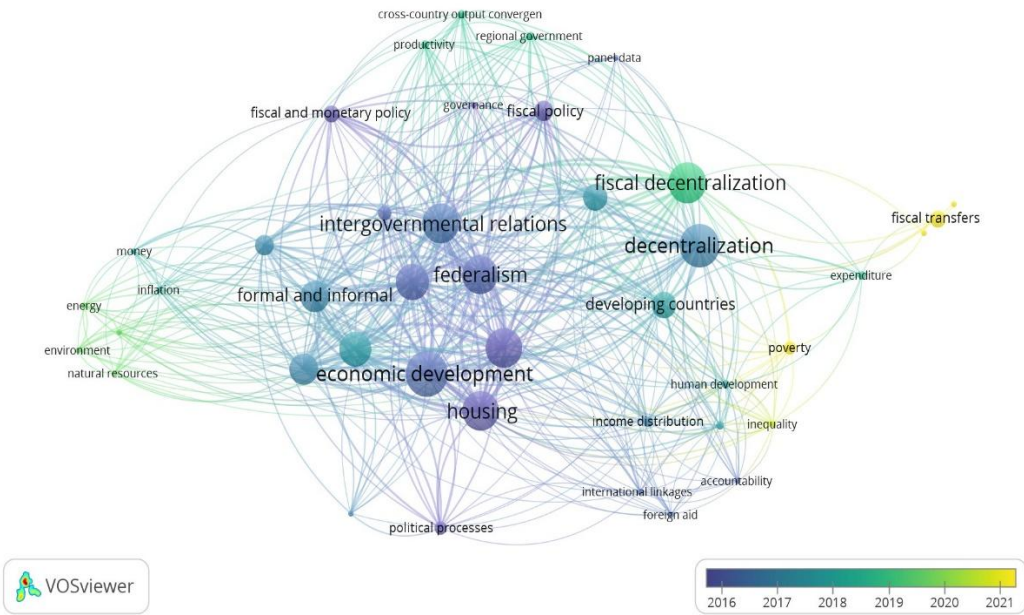 cross-country output convergen
regional government
productivity
panel data
governance
fiscal and monetary policy
fiscal policy
fiscal decentralization
fiscal transfers
intergovernmental relations
decentralization
money
federalism
expenditure
inflation
formal and informal
energy
developing countries
environment
poverty
natural resources
economic development
human development
housing
income distribution
inequality
accountability
international linkages
foreign aid
political processes
VOSviewer
2016 2017 2018 2019 2020 2021